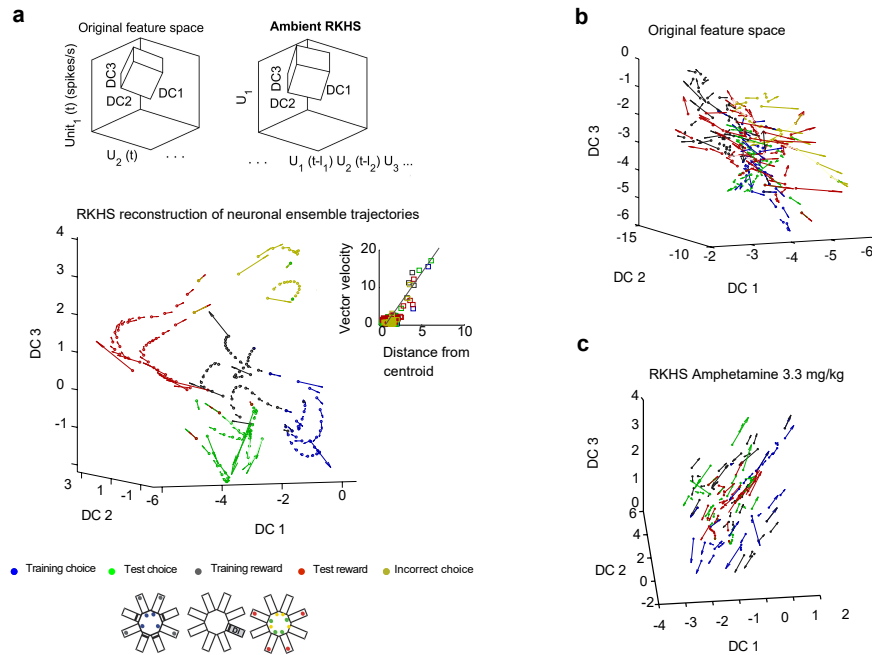 a
Original feature space
Ambient RKHS
Unit1 (t) (spikes/s)
DC3
DC2
DC1
U2 (t)
. . .
U1
DC3
DC2
DC1
. . .
U1 (t-l1) U2 (t-l2) U3 ...
RKHS reconstruction of neuronal ensemble trajectories
4
3
2
1
0
-1
DC 3
3
1
-1
DC 2
-6
-4
-2
0
DC 1
20
10
0
Vector velocity
0
5
10
Distance from
centroid
Training choice
Test choice
Training reward
Test reward
Incorrect choice
b
Original feature space
0
-1
-2
-3
-4
-5
-6
DC 3
-15
-10
DC 2
-2
-3
-4
-5
-6
DC 1
c
RKHS Amphetamine 3.3 mg/kg
4
3
2
1
0
DC 3
6
4
2
0
-2
DC 2
-4
-3
-2
-1
0
1
2
DC 1